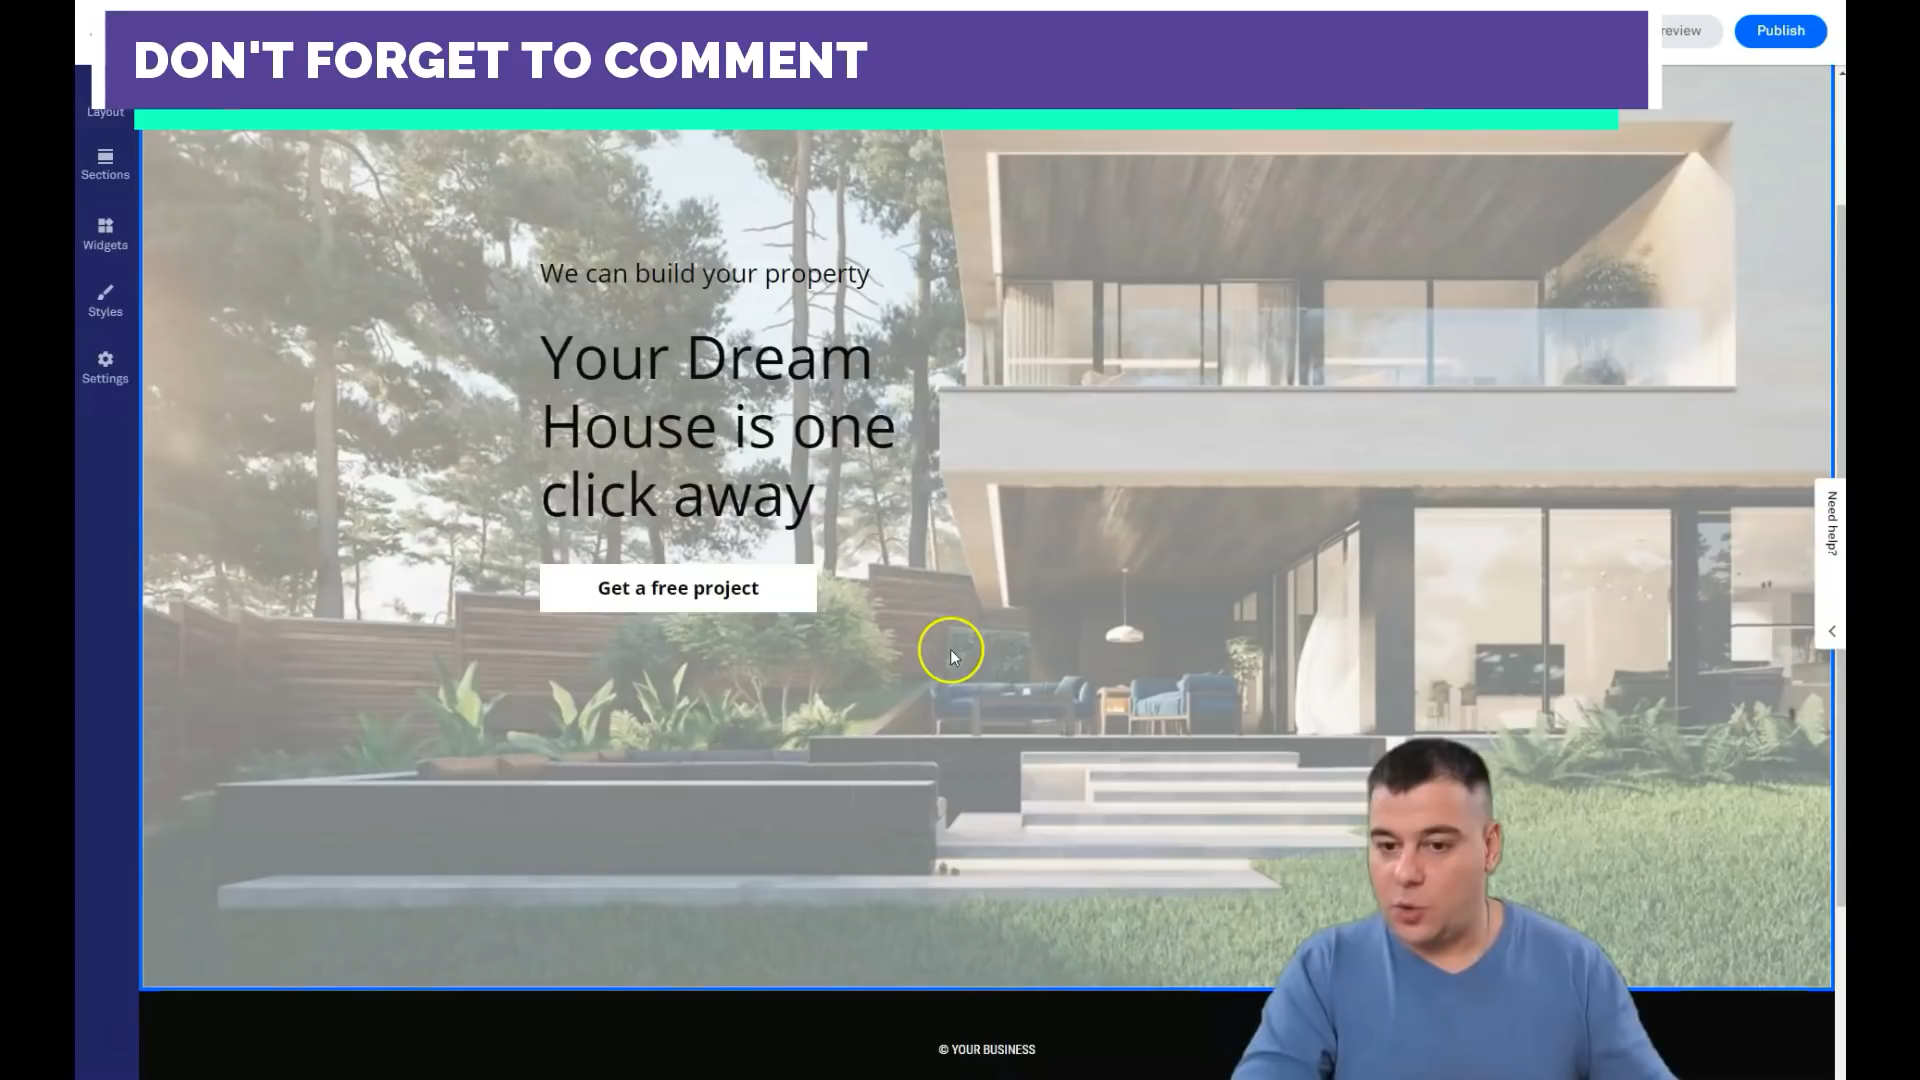 DON'T FORGET TO COMMENT
review
Publish
Layout
Sections
Widgets
Styles
Settings
We can build your property
Your Dream
House is one
click away
Get a free project
Need help?
© YOUR BUSINESS